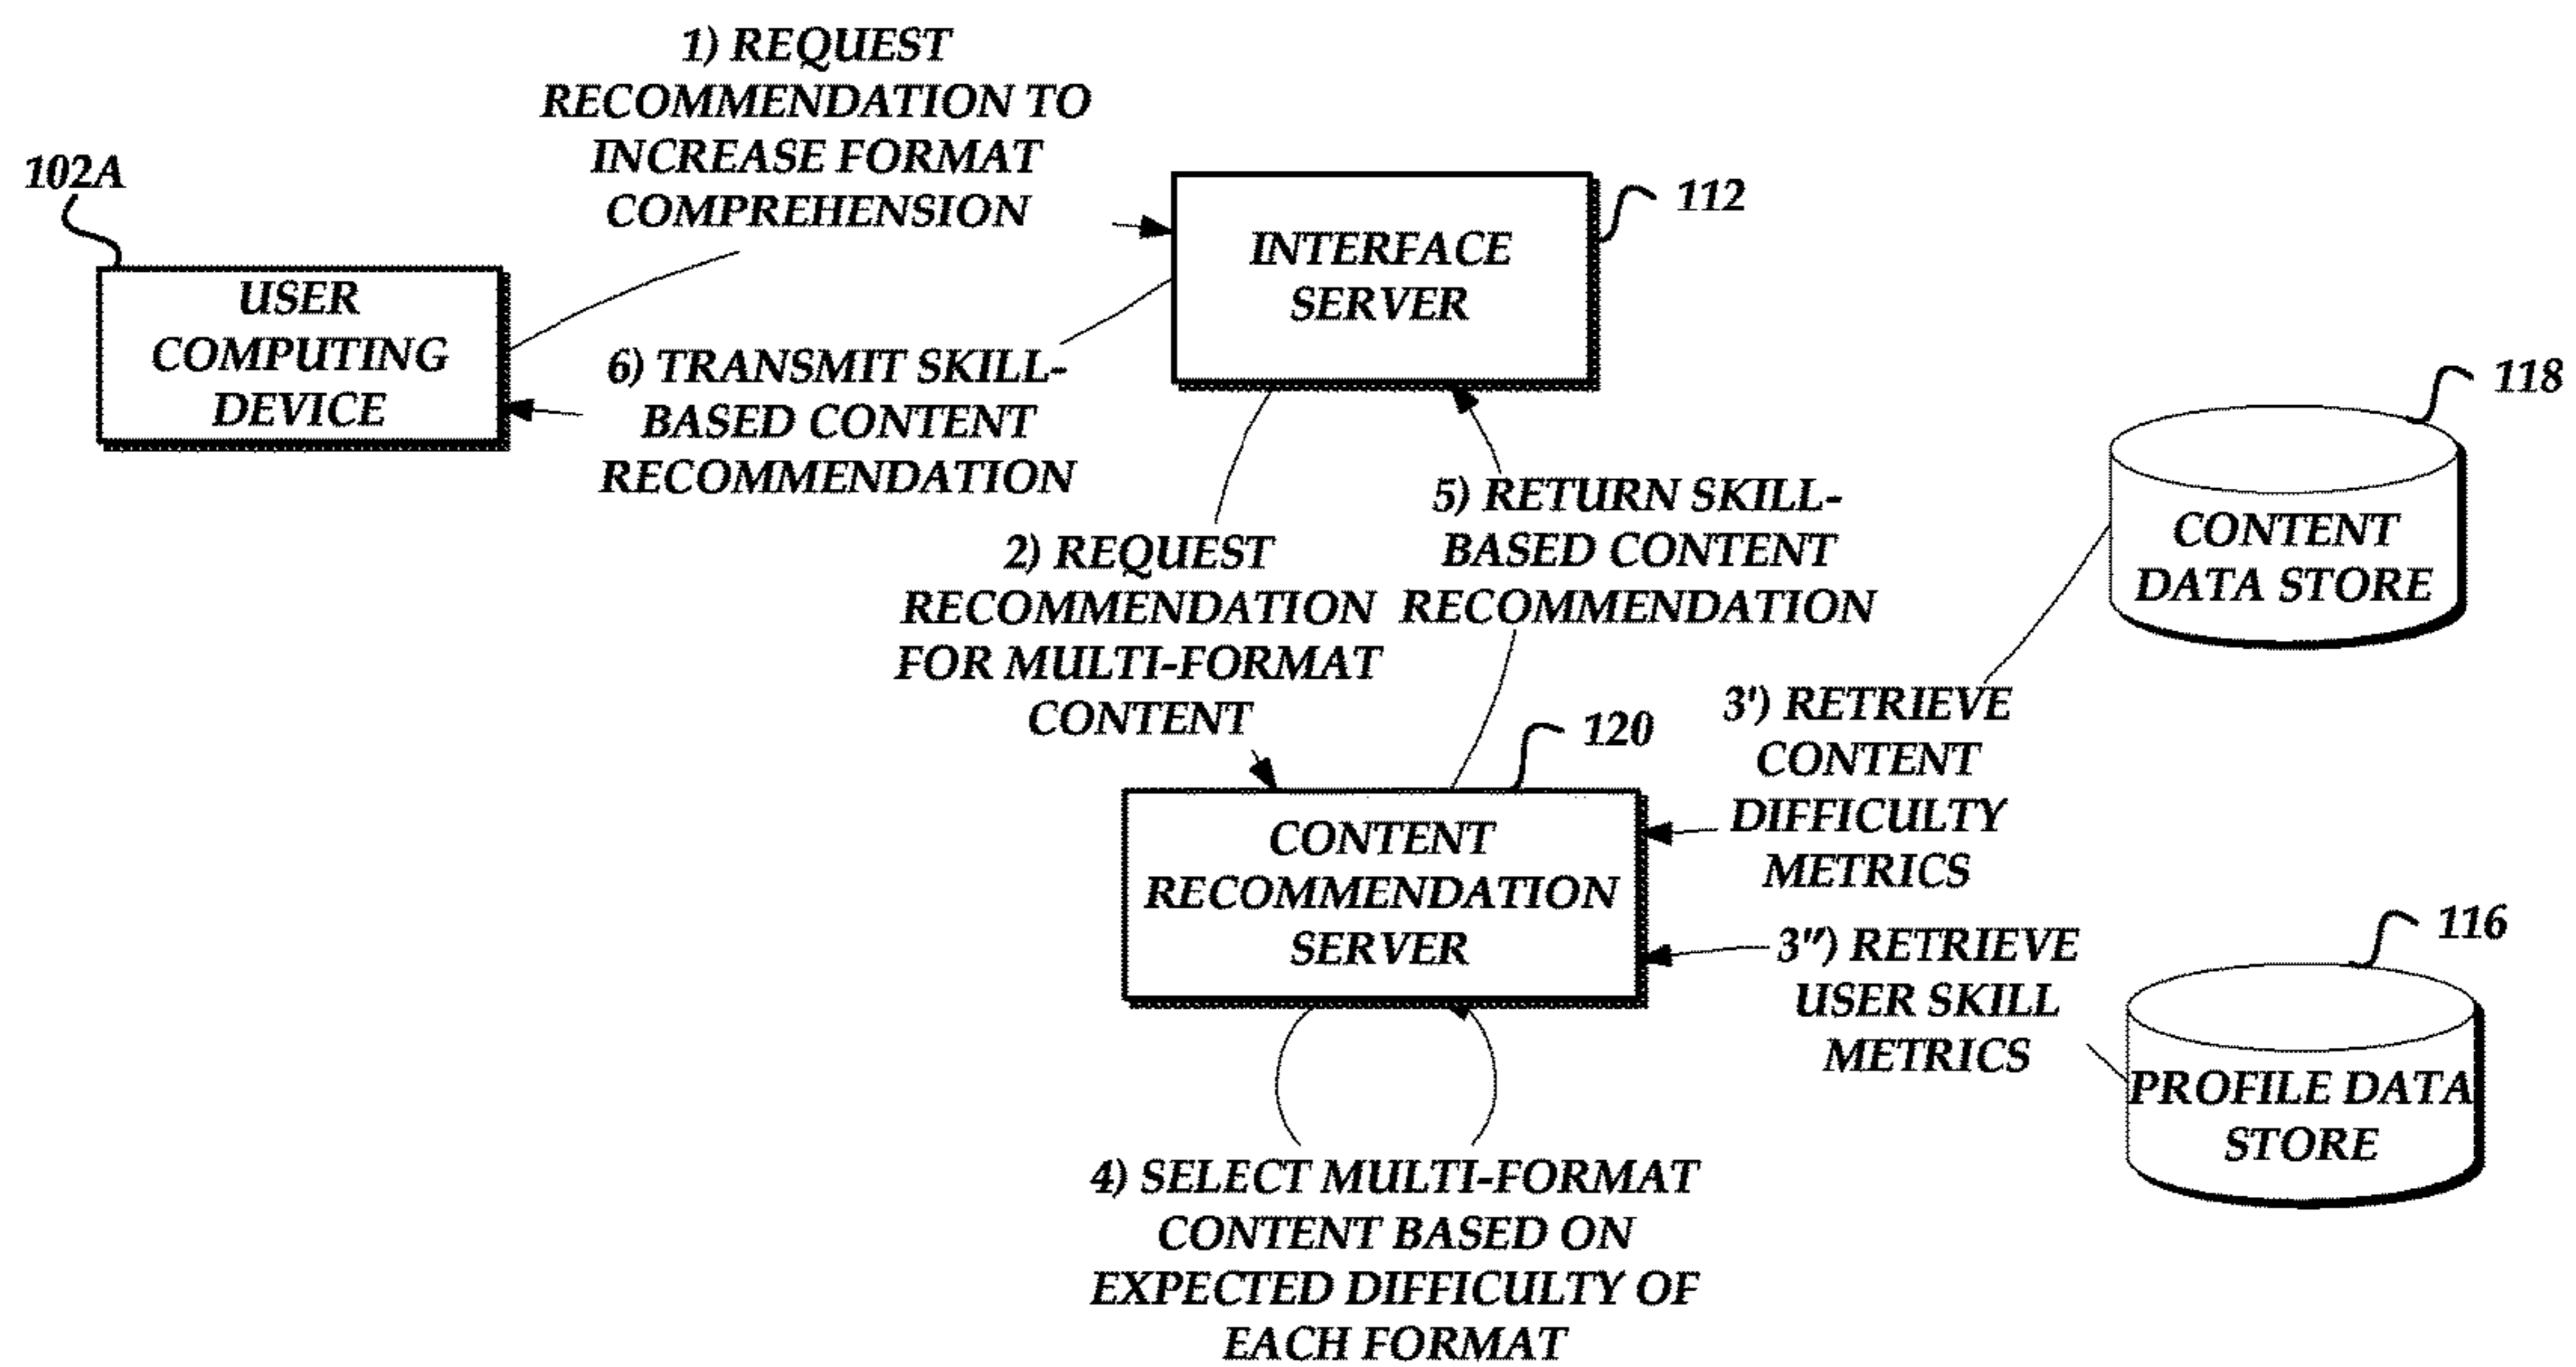 1) REQUEST
RECOMMENDATION TO
INCREASE FORMAT
COMPREHENSION
102A
112
INTERFACE
SERVER
USER
COMPUTING
DEVICE
6) TRANSMIT SKILL-
BASED CONTENT
RECOMMENDATION
118
CONTENT
DATA STORE
5) RETURN SKILL-
BASED CONTENT
RECOMMENDATION
2) REQUEST
RECOMMENDATION
FOR MULTI-FORMAT
CONTENT
120
3') RETRIEVE
CONTENT
DIFFICULTY
METRICS
CONTENT
RECOMMENDATION
SERVER
3") RETRIEVE
USER SKILL
METRICS
116
PROFILE DATA
STORE
4) SELECT MULTI-FORMAT
CONTENT BASED ON
EXPECTED DIFFICULTY OF
EACH FORMAT